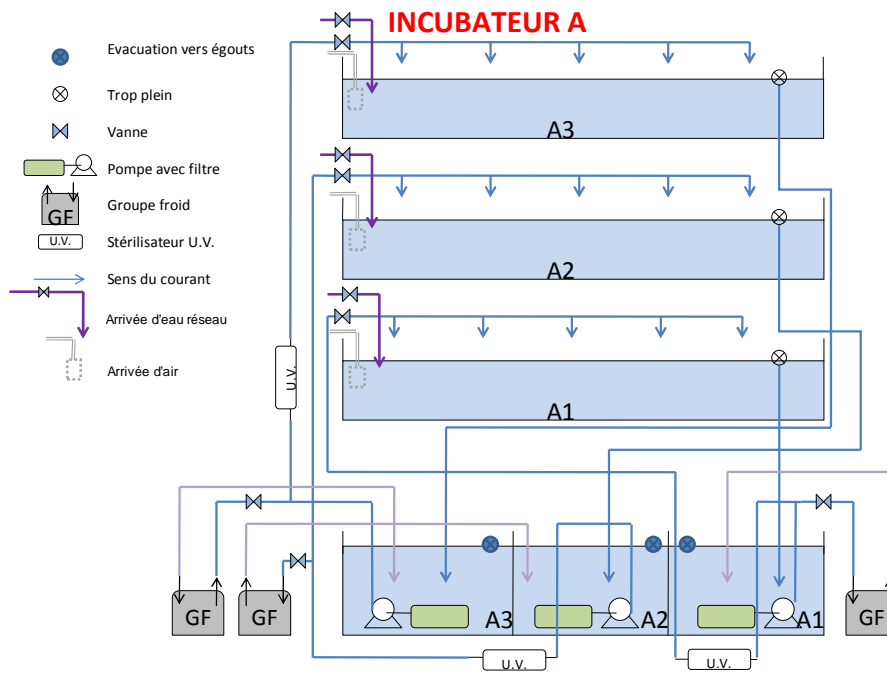 INCUBATEUR A
Evacuation vers égouts
Trop plein
Vanne
Pompe avec filtre
GF
Groupe froid
U.V.
Stérilisateur U.V.
Sens du courant
Arrivée d'eau réseau
Arrivée d'air
A3
A2
A1
U.V.
GF
GF
A3
A2
A1
GF
U.V.
U.V.